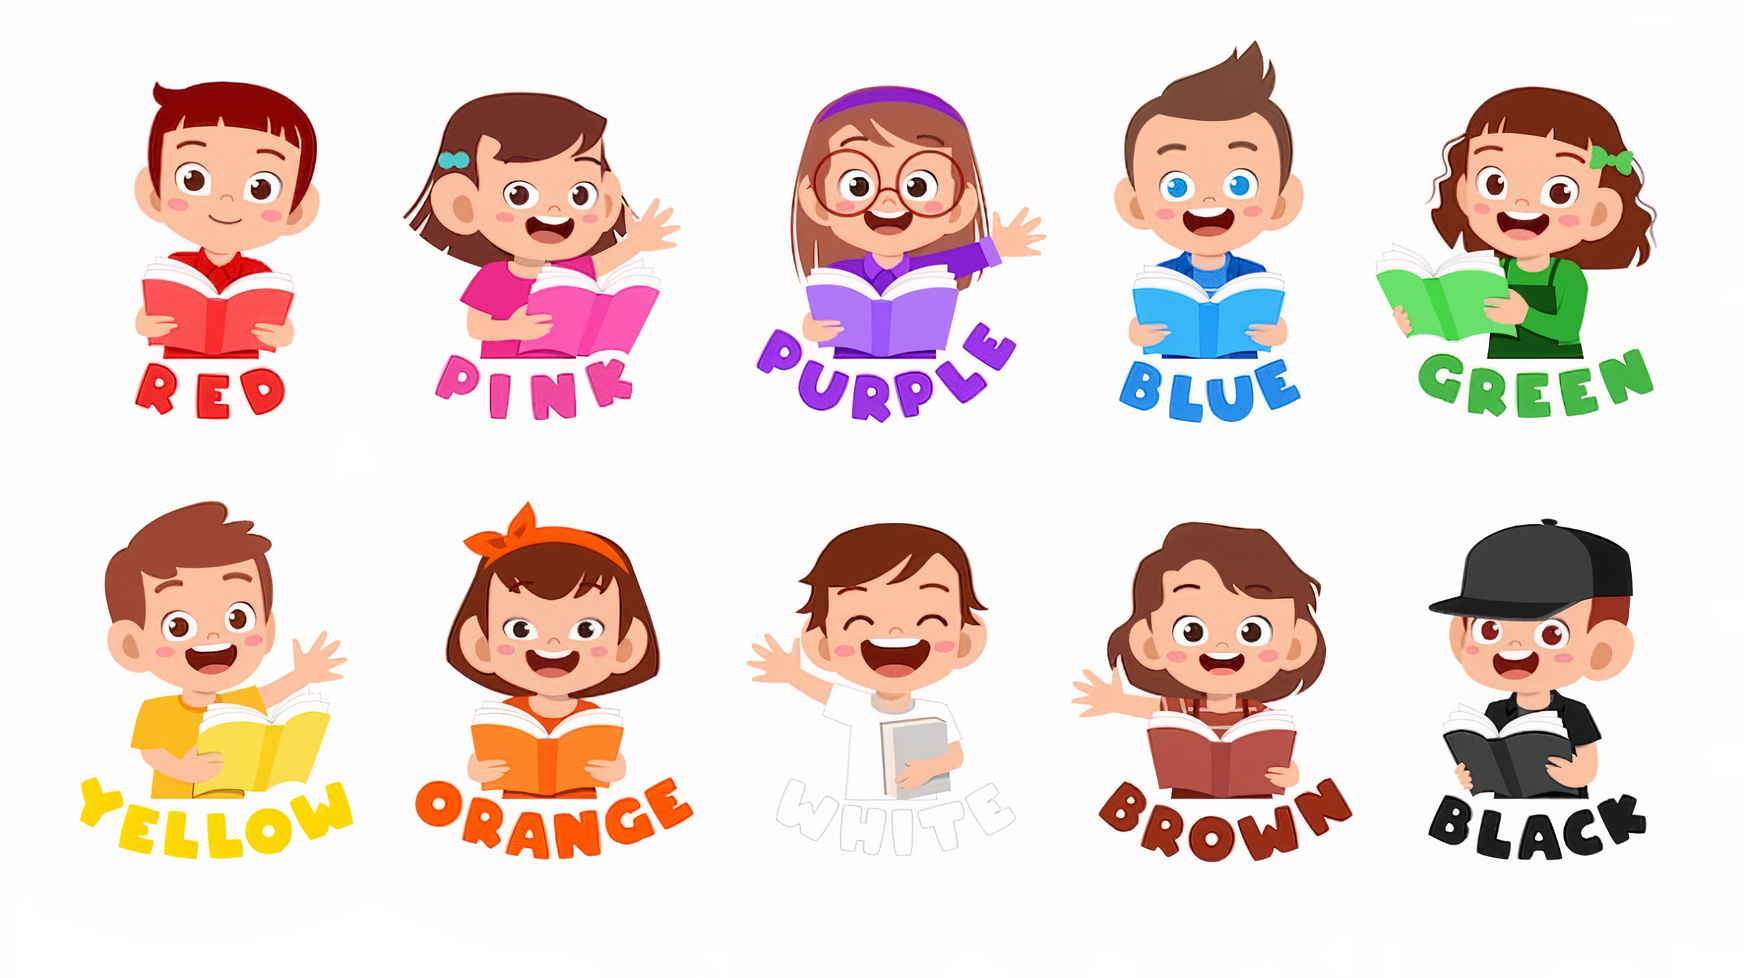 RED
PINK
PURPLE
BLUE
GREEN
YELLOW
ORANGE
WHITE
BROWN
BLACK